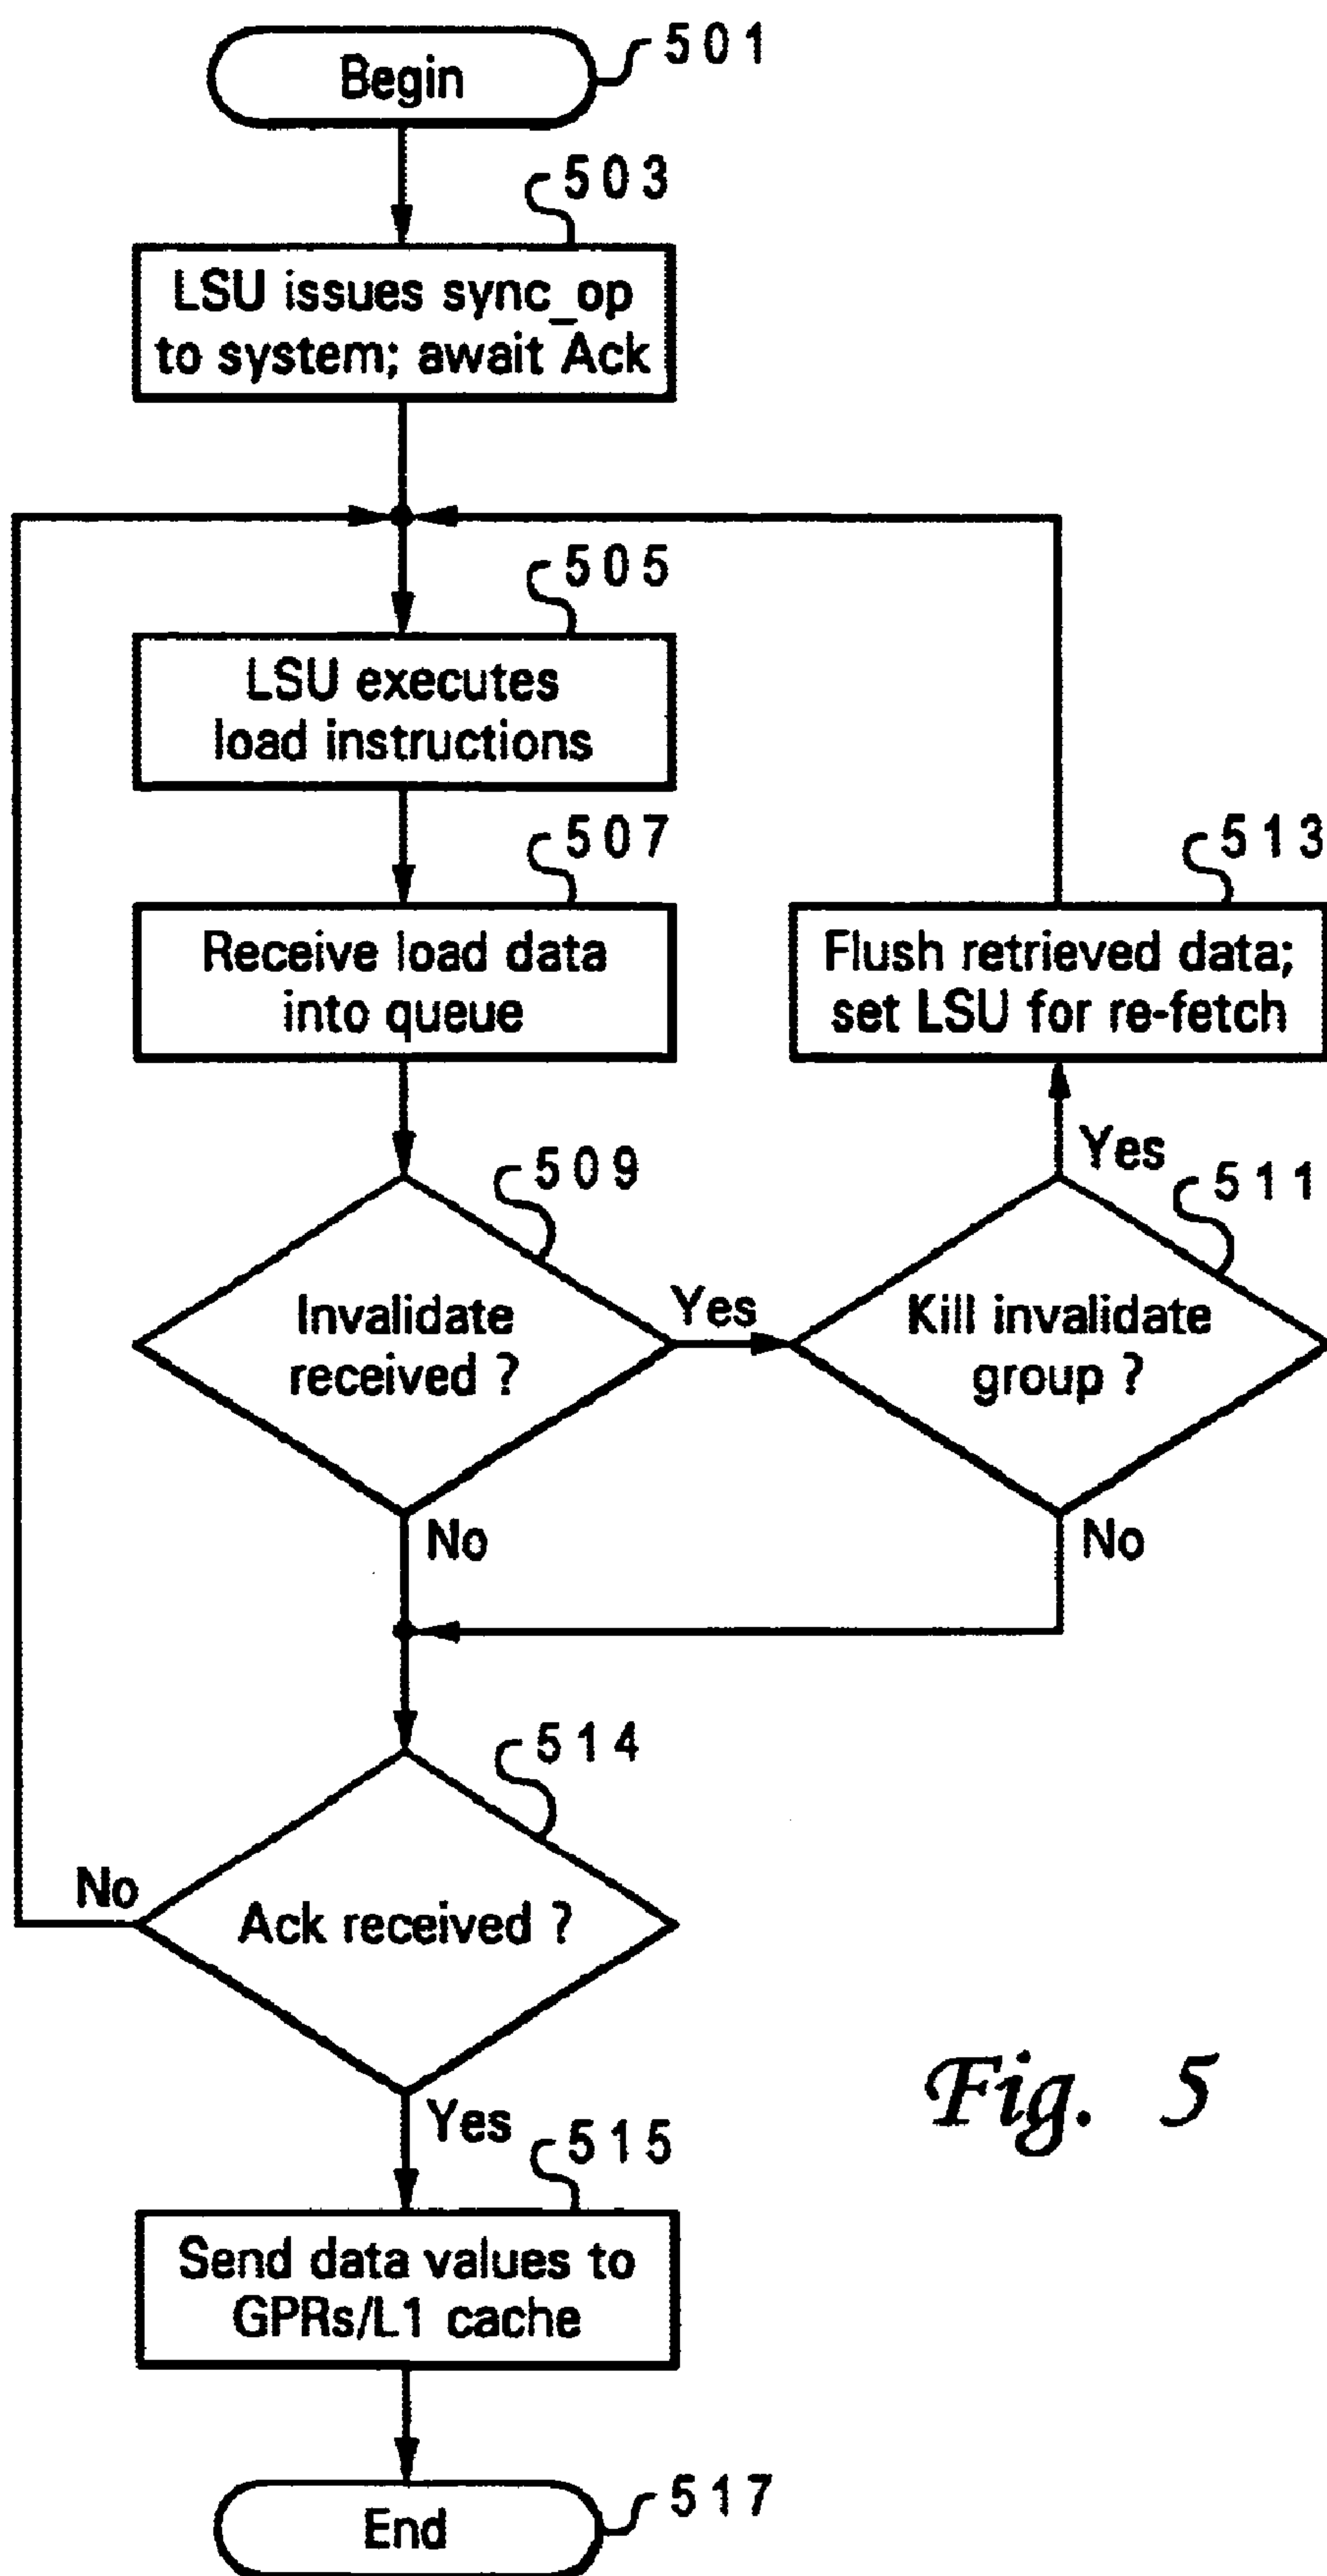 Begin
501
503
LSU issues sync_op
to system; await Ack
505
LSU executes
load instructions
507
Receive load data
into queue
513
Flush retrieved data;
set LSU for re-fetch
Yes
509
511
Invalidate
received ?
Yes
Kill invalidate
group ?
No
No
514
No
Ack received ?
Yes
515
Send data values to
GPRs/L1 cache
517
End
Fig. 5